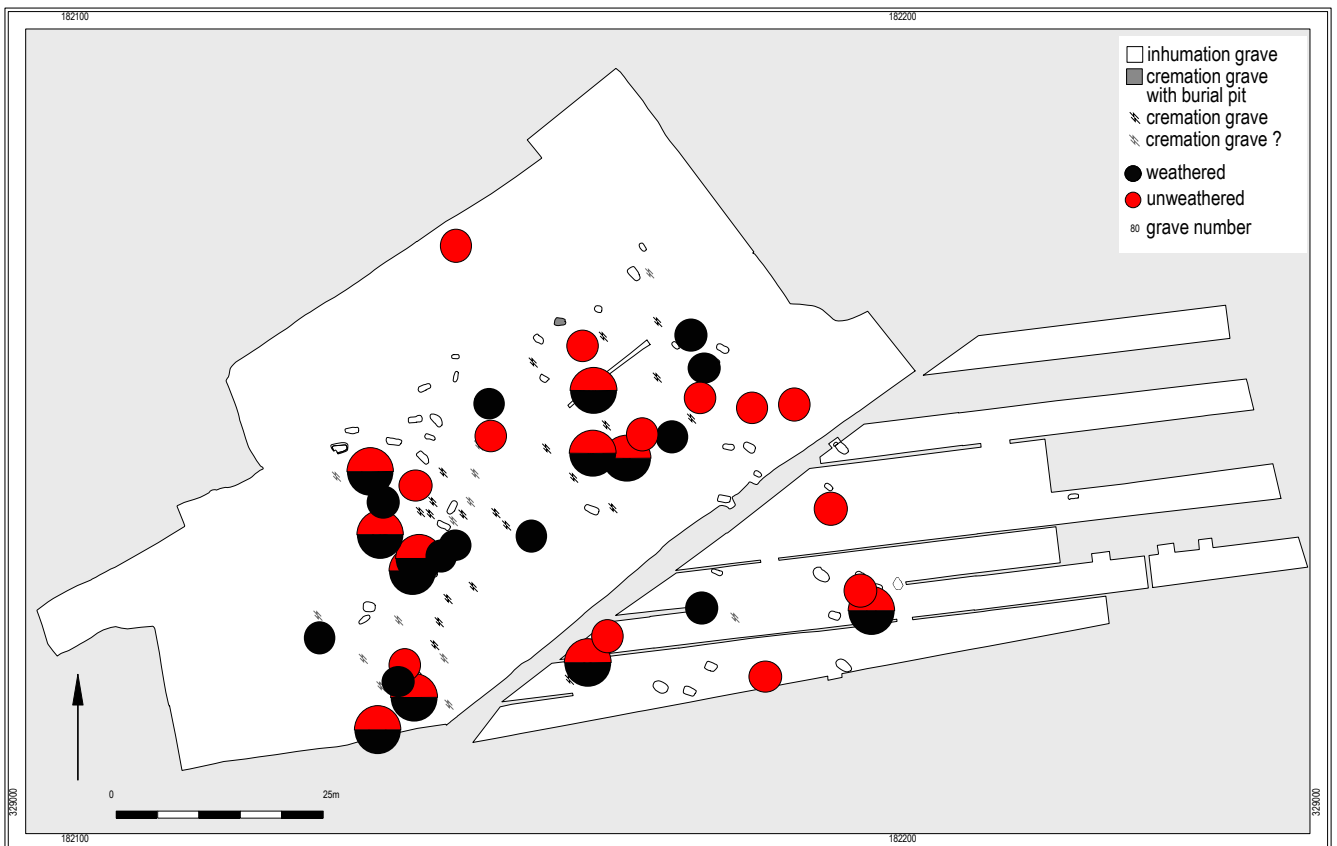 182100
182200
inhumation grave
cremation grave
with burial pit
cremation grave
cremation grave ?
weathered
unweathered
80 grave number
0
25m
329000
329000
182100
182200